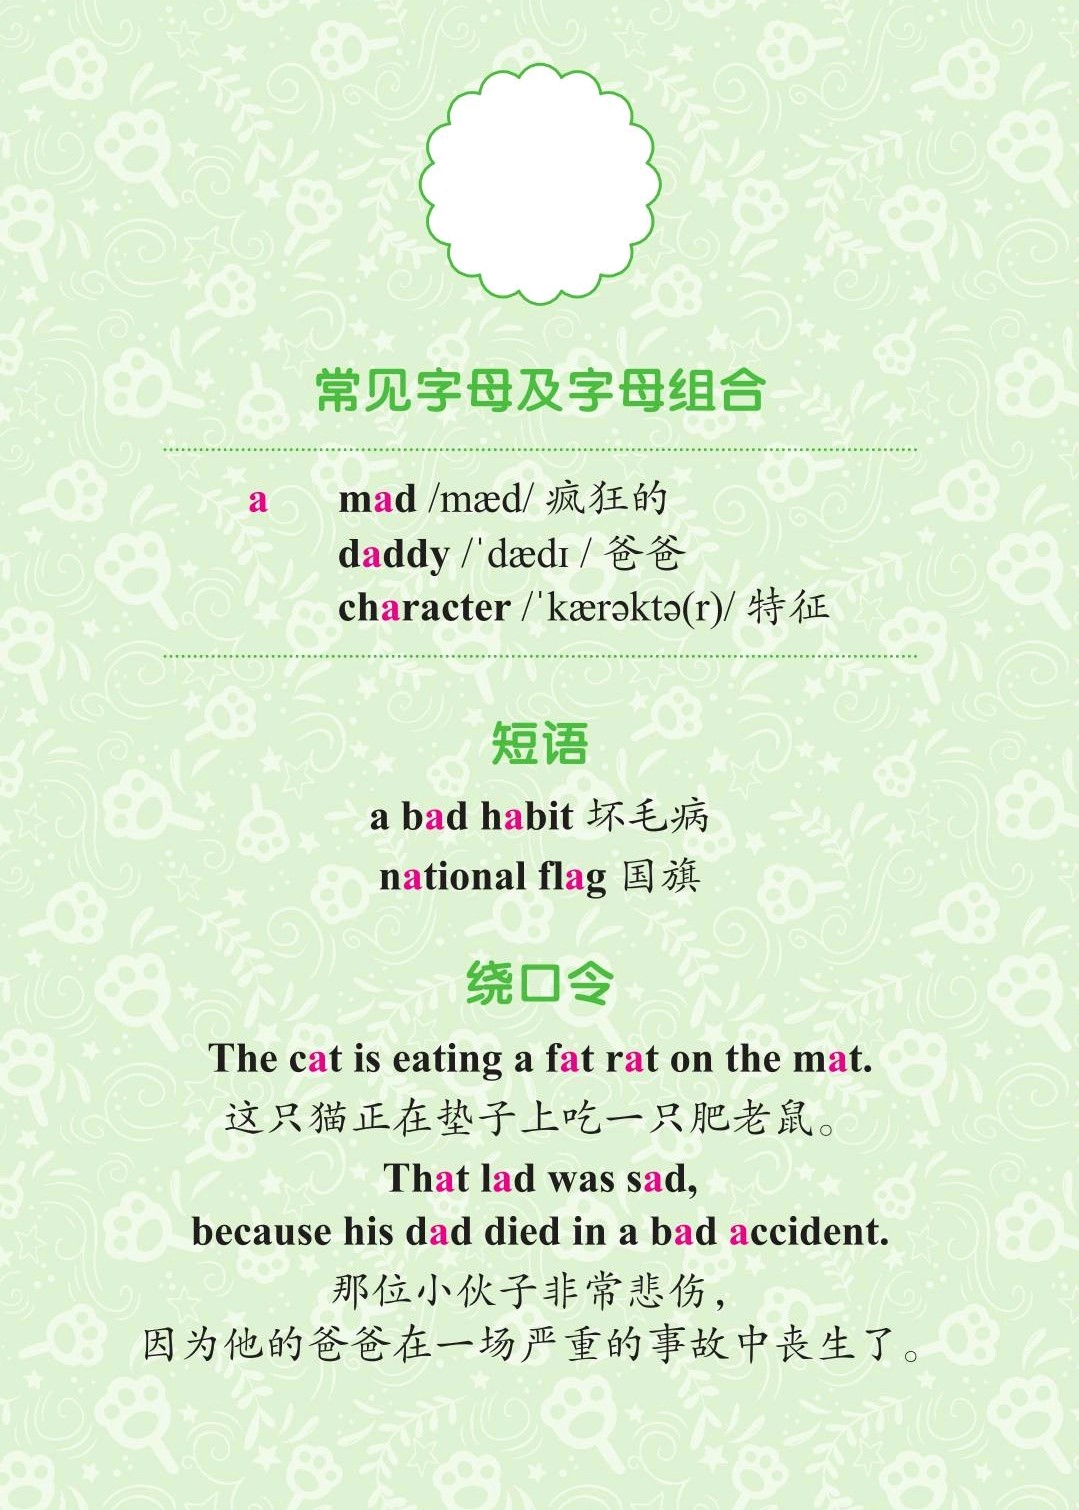 常见字母及字母组合
a mad /mæd/ 疯狂的
daddy /ˈdædɪ / 爸爸
character /ˈkærəktə(r)/ 特征
短语
a bad habit 坏毛病
national flag 国旗
绕口令
The cat is eating a fat rat on the mat.
这只猫正在垫子上吃一只肥老鼠。
That lad was sad,
because his dad died in a bad accident.
那位小伙子非常悲伤，
因为他的爸爸在一场严重的事故中丧生了。